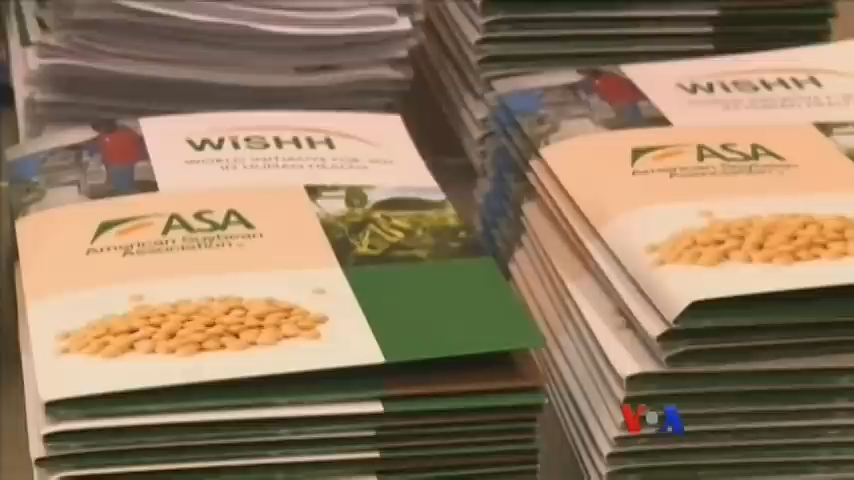 WiSHH
WORLD INITIATIVE FOR SOY
IN HUMAN HEALTH
ASA
American Soybean
Association
WiSHH
ASA
American Soybean
Association
VOA